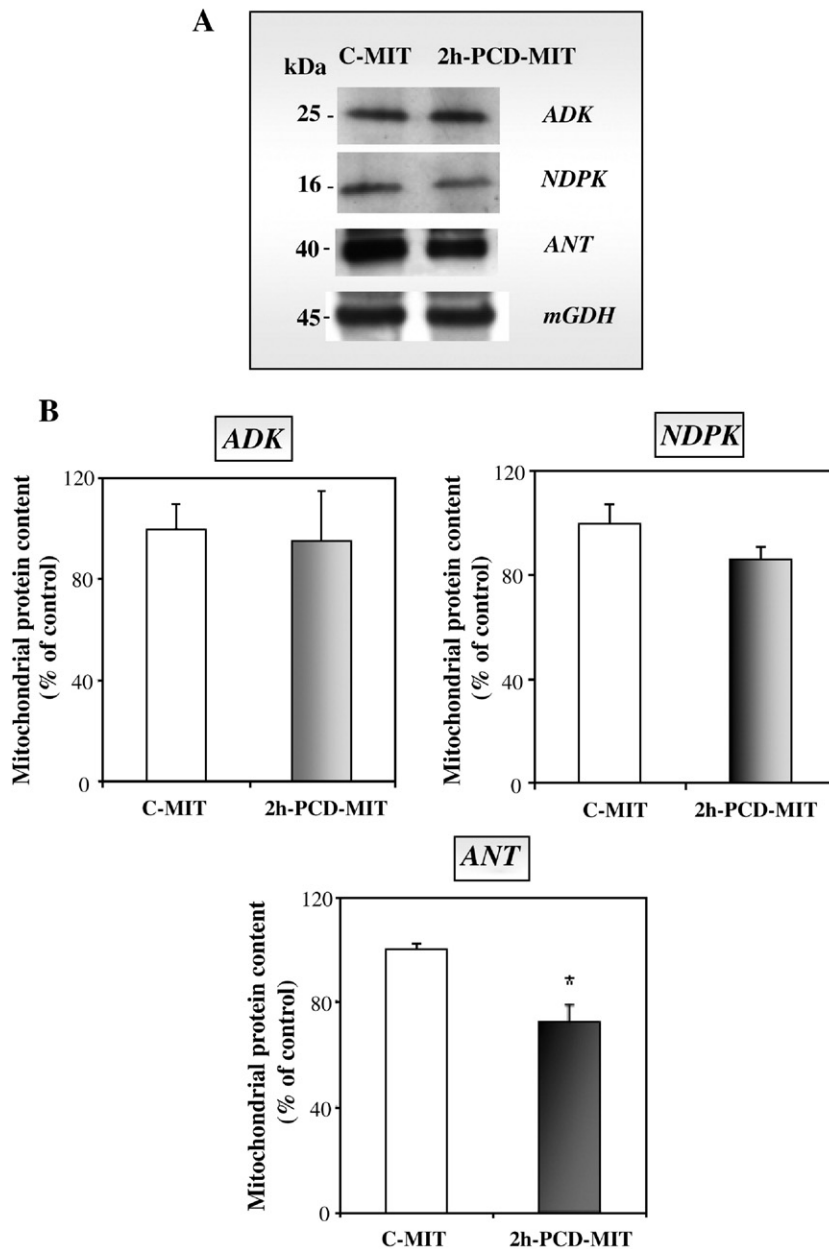 A
kDa C-MIT 2h-PCD-MIT
25 - ADK
16 - NDPK
40 - ANT
45 - mGDH
B
ADK
Mitochondrial protein content
(% of control)
120
80
40
0
C-MIT 2h-PCD-MIT
NDPK
Mitochondrial protein content
(% of control)
120
80
40
0
C-MIT 2h-PCD-MIT
ANT
Mitochondrial protein content
(% of control)
120
80
40
0
*
C-MIT 2h-PCD-MIT